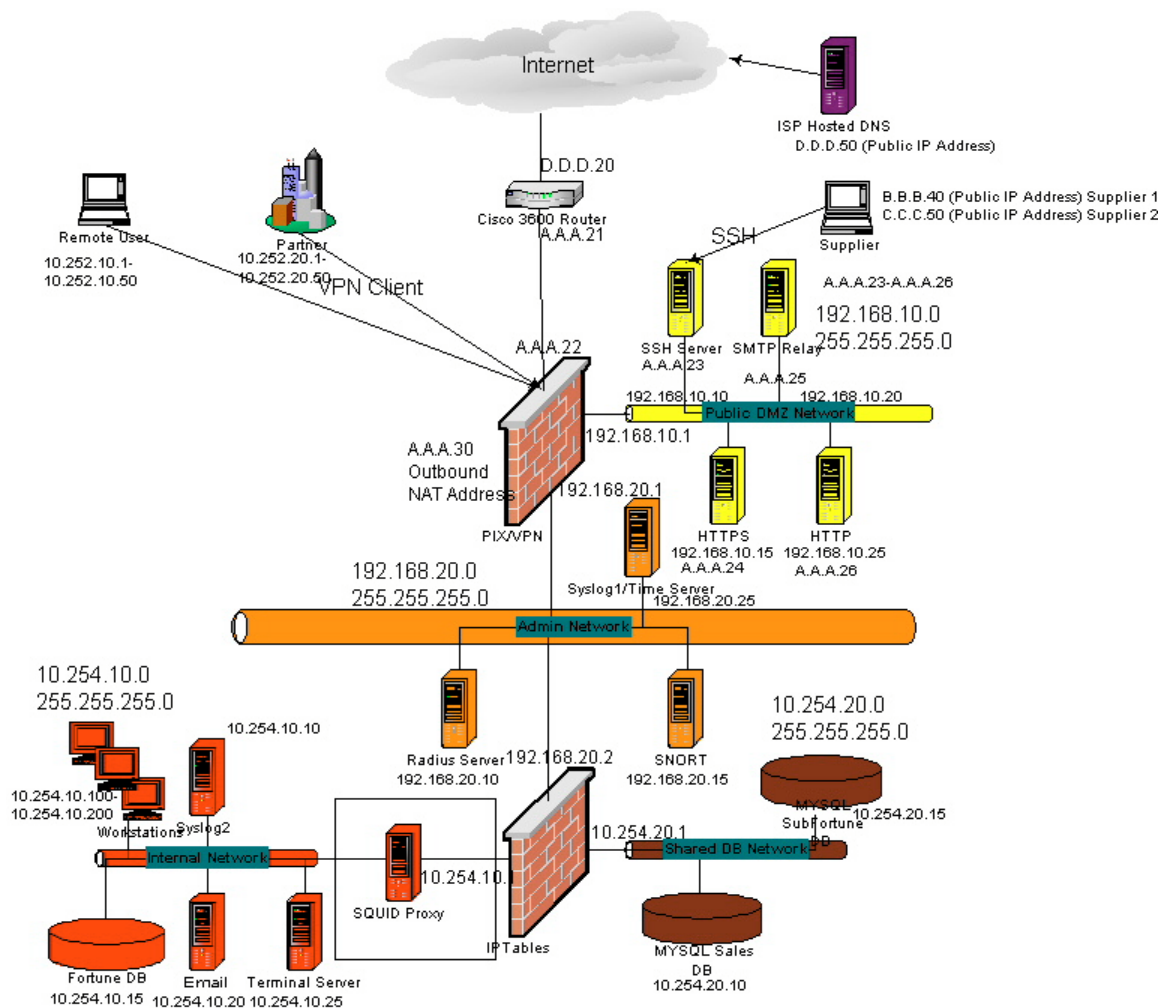 Internet
ISP Hosted DNS
D.D.D.50 (Public IP Address)
D.D.D.20
Cisco 3600 Router
A.A.A.21
B.B.B.40 (Public IP Address) Supplier 1
C.C.C.50 (Public IP Address) Supplier 2
Supplier
SSH
Remote User
10.252.10.1-
10.252.10.50
Partner
10.252.20.1-
10.252.20.50
VPN Client
A.A.A.23-A.A.A.26
192.168.10.0
255.255.255.0
SSH Server
A.A.A.23
SMTP Relay
A.A.A.25
A.A.A.22
192.168.10.10
192.168.10.20
Public DMZ Network
192.168.10.1
A.A.A.30
Outbound
NAT Address
192.168.20.1
PIX/VPN
HTTPS
192.168.10.15
A.A.A.24
HTTP
192.168.10.25
A.A.A.26
192.168.20.0
255.255.255.0
Syslog1/Time Server
192.168.20.25
Admin Network
10.254.10.0
255.255.255.0
10.254.10.10
Radius Server
192.168.20.10
192.168.20.2
SNORT
192.168.20.15
10.254.20.0
255.255.255.0
10.254.10.100-
10.254.10.200
Workstations
Syslog2
MYSQL
SubFortune
DB
10.254.20.15
10.254.20.1
Internal Network
Shared DB Network
10.254.10.1
SQUID Proxy
IPTables
Fortune DB
10.254.10.15
Email
10.254.10.20
Terminal Server
10.254.10.25
MYSQL Sales
DB
10.254.20.10